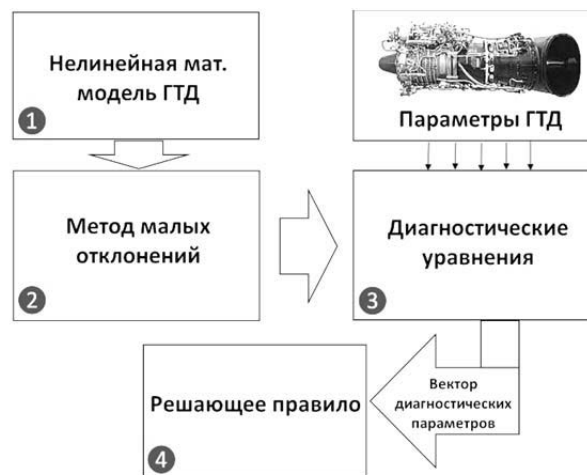 Нелинейная мат.
модель ГТД
1
Параметры ГТД
Метод малых
отклонений
2
Диагностические
уравнения
3
Решающее правило
4
Вектор
диагностических
параметров